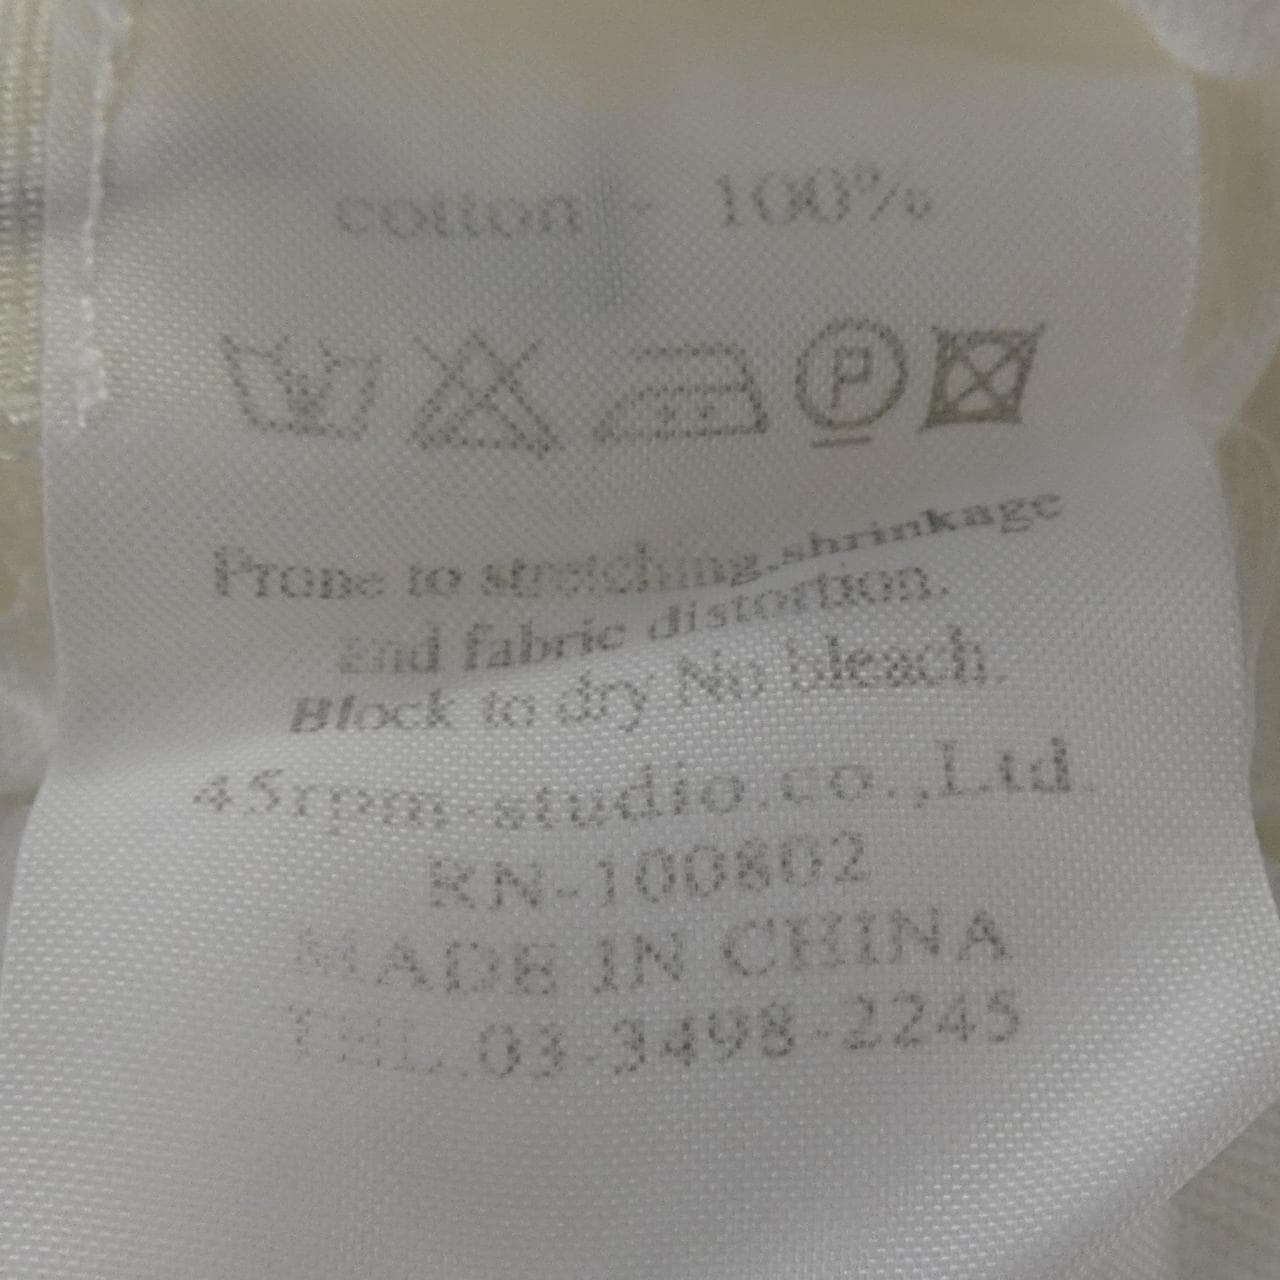 cotton - 100%
P
Prone to stretching,shrinkage
and fabric distortion.
Block to dry No bleach.
45rpm-studio.co.,Ltd
RN-100802
MADE IN CHINA
TEL.03-3498-2245